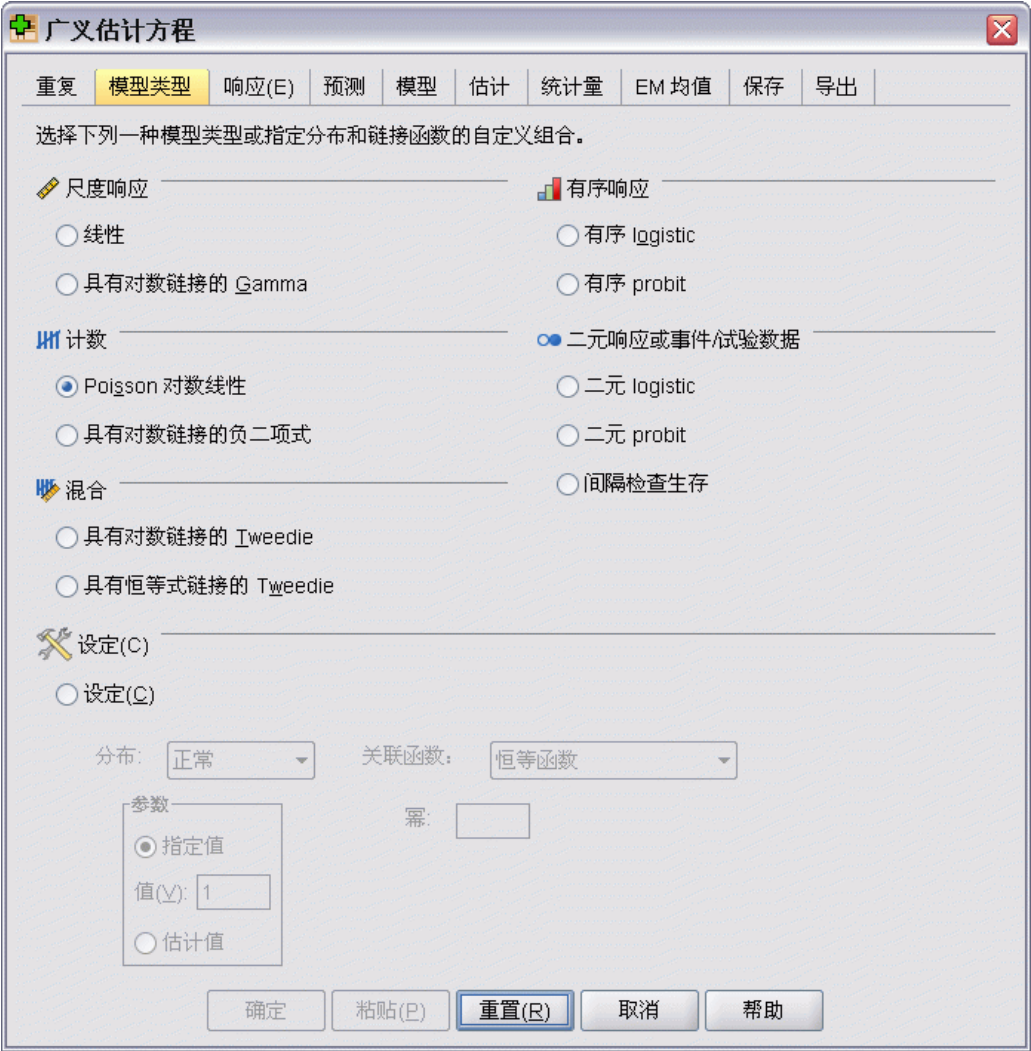 广义估计方程
重复 模型类型 响应(E) 预测 模型 估计 统计量 EM 均值 保存 导出
选择下列一种模型类型或指定分布和链接函数的自定义组合。
尺度响应
线性
具有对数链接的 Gamma
计数
Poisson 对数线性
具有对数链接的负二项式
混合
具有对数链接的 Tweedie
具有恒等式链接的 Tweedie
有序响应
有序 logistic
有序 probit
二元响应或事件/试验数据
二元 logistic
二元 probit
间隔检查生存
设定(C)
设定(C)
分布: 正常 关联函数: 恒等函数
参数
指定值
值(V): 1
估计值
幂:
确定 粘贴(P) 重置(R) 取消 帮助